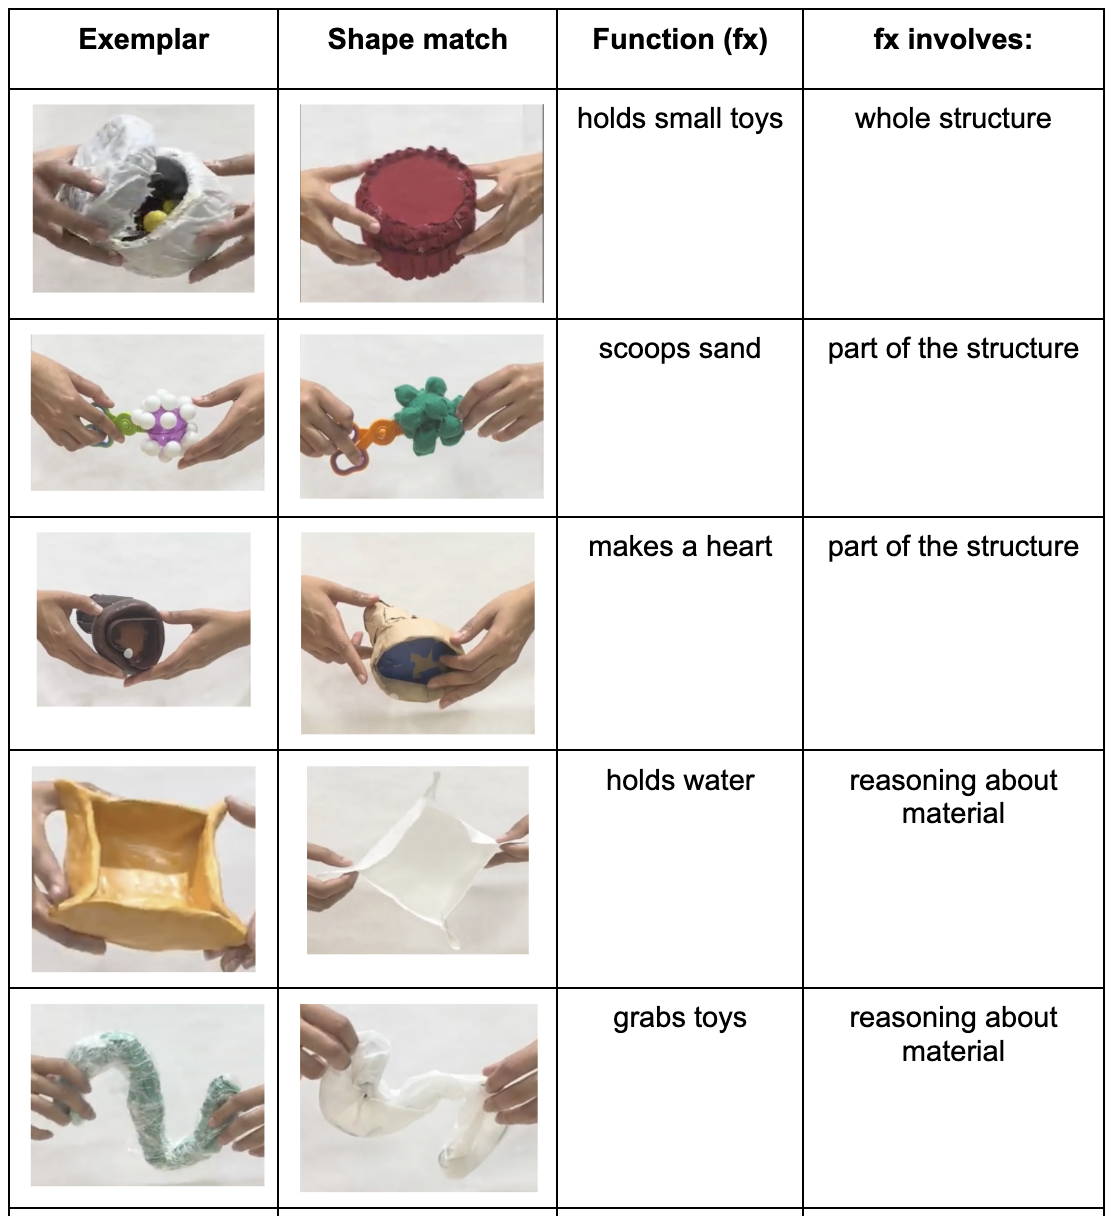 Exemplar Shape match Function (fx) fx involves:
holds small toys whole structure
scoops sand part of the structure
makes a heart part of the structure
holds water reasoning about
material
grabs toys reasoning about
material